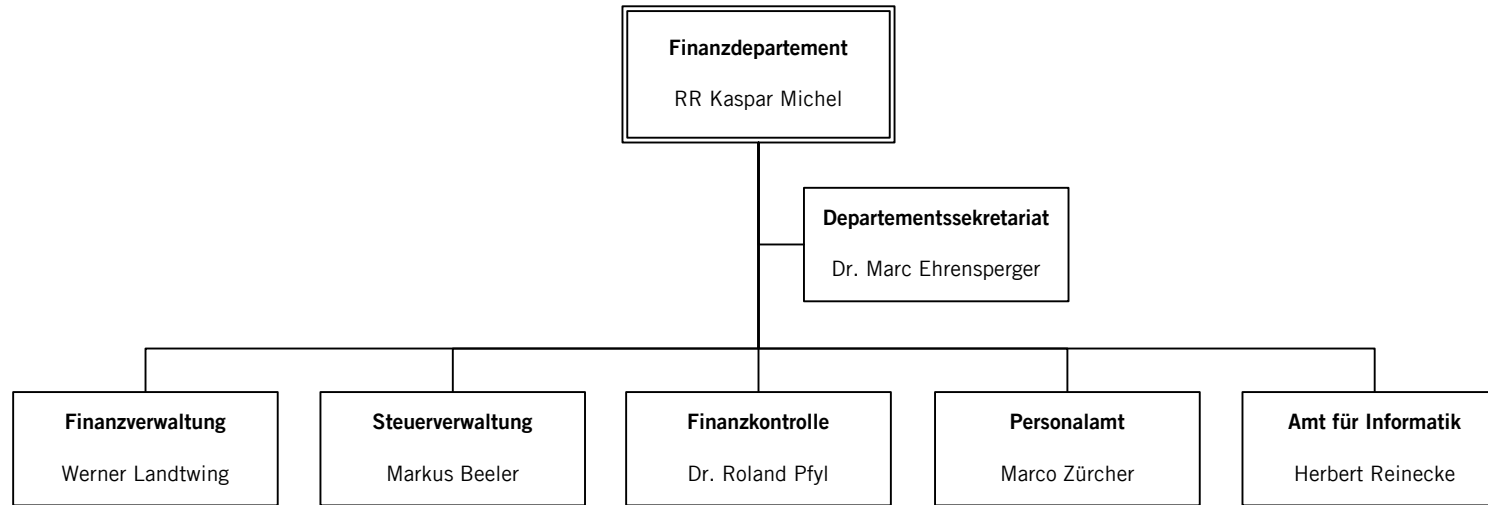 Finanzdepartement
RR Kaspar Michel
Departementssekretariat
Dr. Marc Ehrensperger
Finanzverwaltung
Werner Landtwing
Steuerverwaltung
Markus Beeler
Finanzkontrolle
Dr. Roland Pfyl
Personalamt
Marco Zürcher
Amt für Informatik
Herbert Reinecke